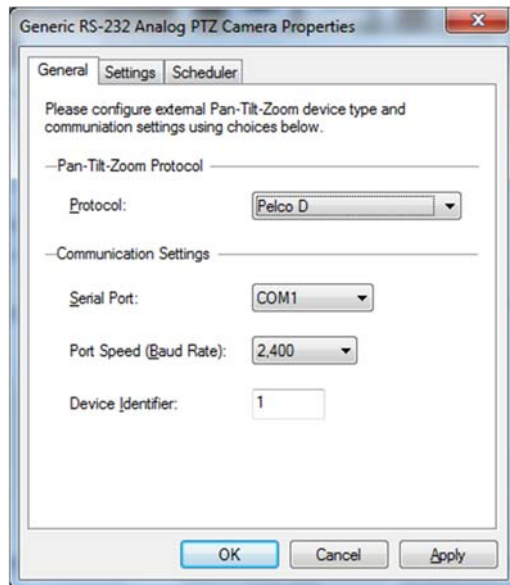 Generic RS-232 Analog PTZ Camera Properties
General Settings Scheduler
Please configure external Pan-Tilt-Zoom device type and
communiation settings using choices below.
Pan-Tilt-Zoom Protocol
Protocol: Pelco D
Communication Settings
Serial Port: COM1
Port Speed (Baud Rate): 2,400
Device Identifier: 1
OK Cancel Apply